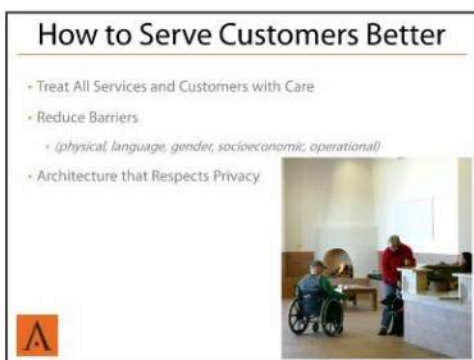 How to Serve Customers Better
• Treat All Services and Customers with Care
• Reduce Barriers
• (physical, language, gender, socioeconomic, operational)
• Architecture that Respects Privacy
A